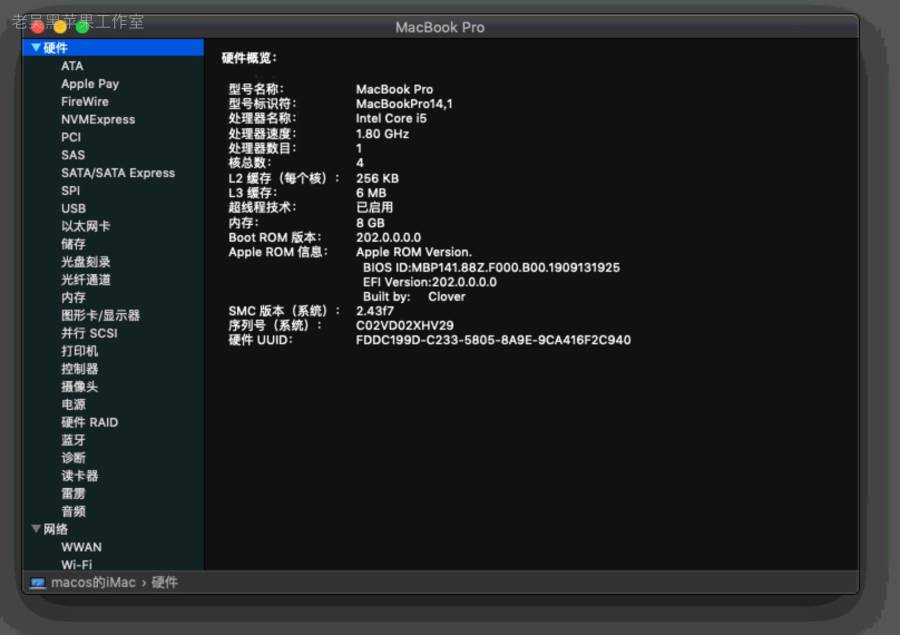 老吴黑苹果工作室
MacBook Pro
硬件
ATA
Apple Pay
FireWire
NVMExpress
PCI
SAS
SATA/SATA Express
SPI
USB
以太网卡
储存
光盘刻录
光纤通道
内存
图形卡/显示器
并行 SCSI
打印机
控制器
摄像头
电源
硬件 RAID
蓝牙
诊断
读卡器
雷雳
音频
网络
WWAN
Wi-Fi
硬件概览：
型号名称： MacBook Pro
型号标识符： MacBookPro14,1
处理器名称： Intel Core i5
处理器速度： 1.80 GHz
处理器数目： 1
核总数： 4
L2 缓存（每个核）： 256 KB
L3 缓存： 6 MB
超线程技术： 已启用
内存： 8 GB
Boot ROM 版本： 202.0.0.0.0
Apple ROM 信息： Apple ROM Version.
BIOS ID:MBP141.88Z.F000.B00.1909131925
EFI Version:202.0.0.0.0
Built by: Clover
SMC 版本（系统）： 2.43f7
序列号（系统）： C02VD02XHV29
硬件 UUID： FDDC199D-C233-5805-8A9E-9CA416F2C940
macos的iMac › 硬件